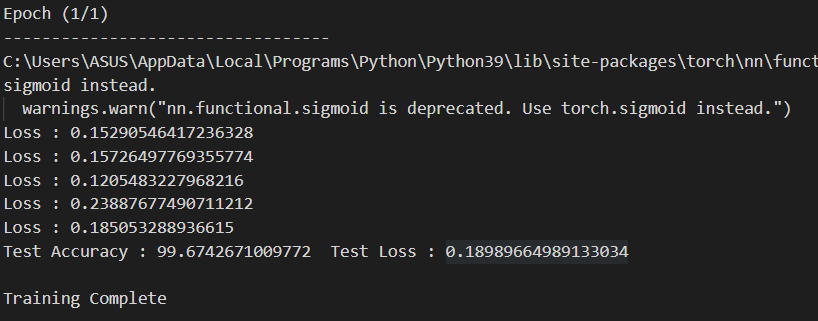 Epoch (1/1)
----------------------------------
C:\Users\ASUS\AppData\Local\Programs\Python\Python39\lib\site-packages\torch\nn\funct
sigmoid instead.
warnings.warn("nn.functional.sigmoid is deprecated. Use torch.sigmoid instead.")
Loss : 0.15290546417236328
Loss : 0.15726497769355774
Loss : 0.1205483227968216
Loss : 0.23887677490711212
Loss : 0.185053288936615
Test Accuracy : 99.6742671009772  Test Loss : 0.18989664989133034
Training Complete